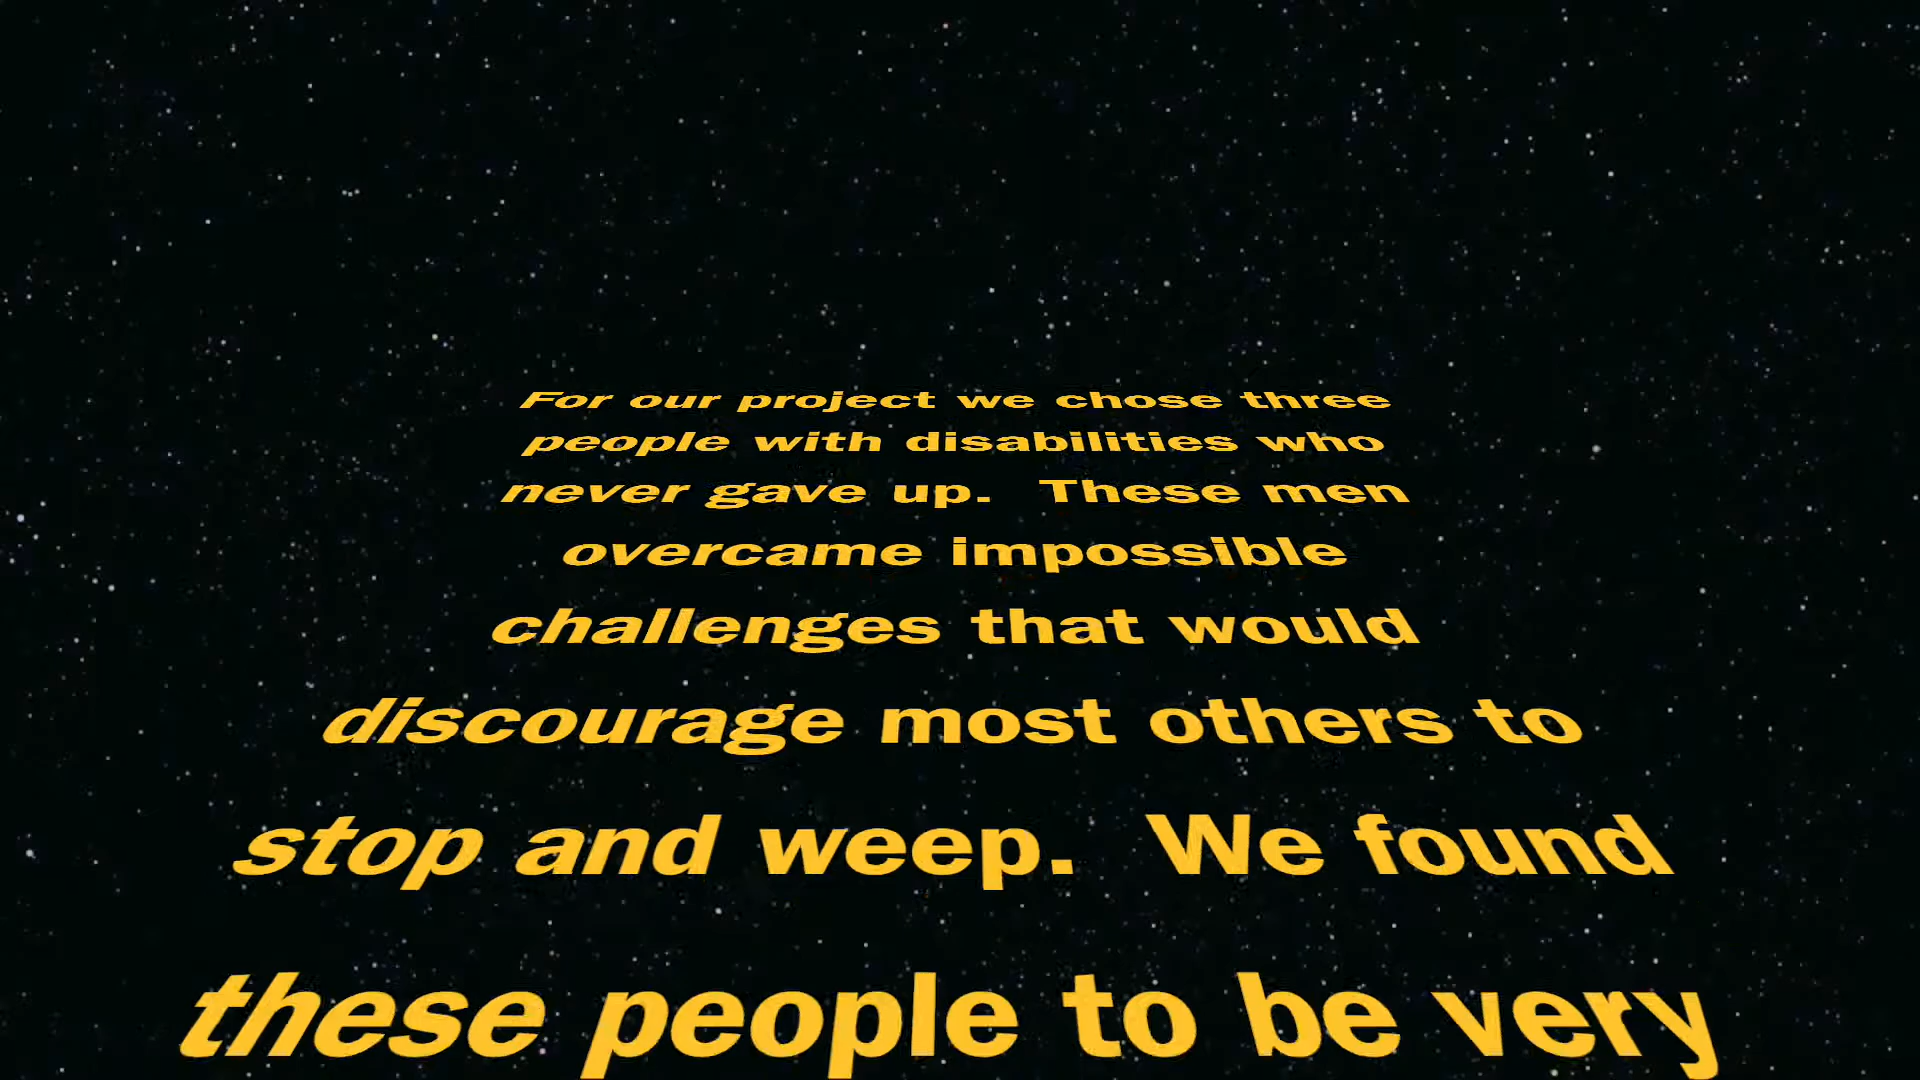 For our project we chose three
people with disabilities who
never gave up.  These men
overcame impossible
challenges that would
discourage most others to
stop and weep.  We found
these people to be very